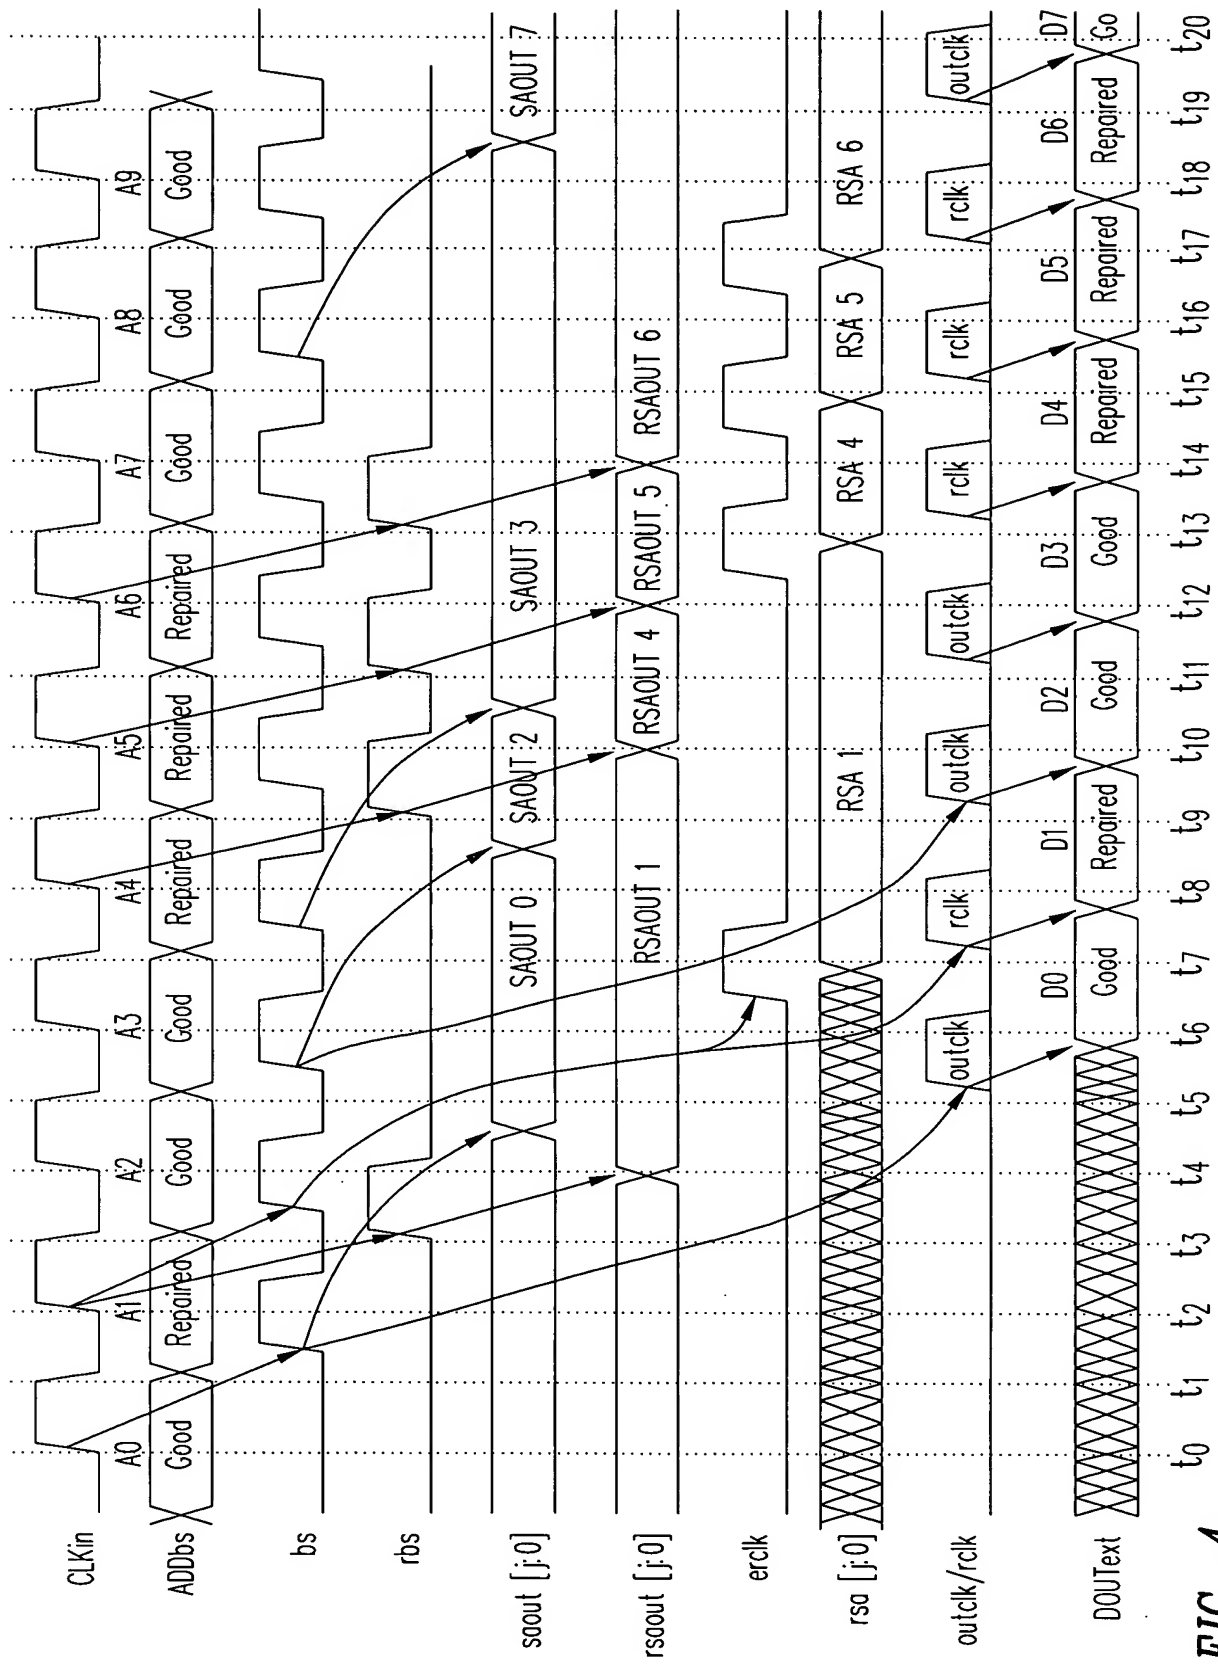 CLKin
A0 A1 A2 A3 A4 A5 A6 A7 A8 A9
ADDbs Good Repaired Good Good Repaired Repaired Repaired Good Good Good
bs
rbs
saout [j:0] SAOUT 0 SAOUT 2 SAOUT 3 SAOUT 7
rsaout [j:0] RSAOUT 1 RSAOUT 4 RSAOUT 5 RSAOUT 6
erclk
rsa [j:0] RSA 1 RSA 4 RSA 5 RSA 6
outclk/rclk outclk rclk outclk outclk rclk rclk rclk outclk
D0 D1 D2 D3 D4 D5 D6 D7
DOUText Good Repaired Good Good Repaired Repaired Repaired Go
t0 t1 t2 t3 t4 t5 t6 t7 t8 t9 t10 t11 t12 t13 t14 t15 t16 t17 t18 t19 t20
FIG.